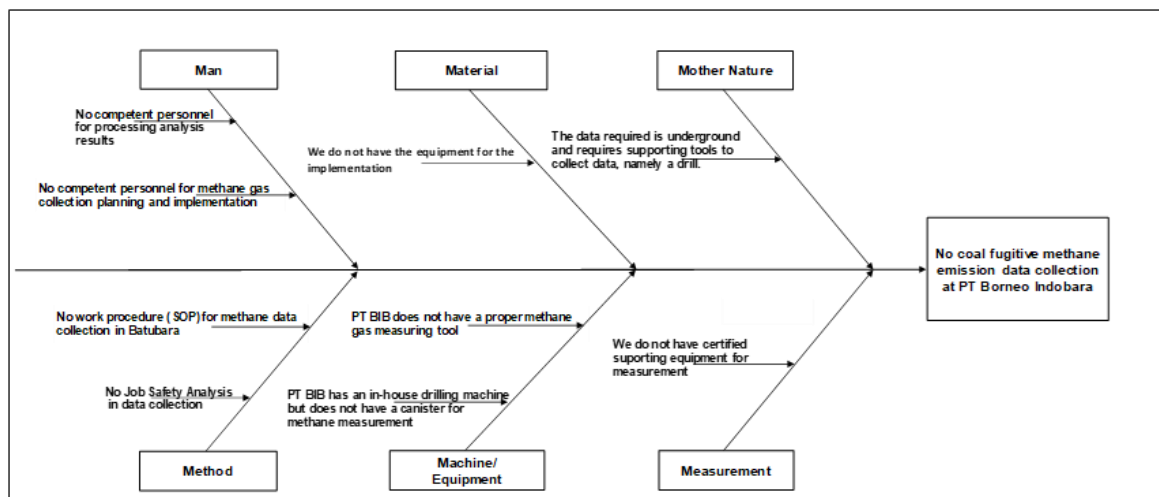 Man
Material
Mother Nature
No competent personnel
for processing analysis
results
No competent personnel for methane gas
collection planning and implementation
We do not have the equipment for the
implementation
The data required is underground
and requires supporting tools to
collect data, namely a drill.
No coal fugitive methane
emission data collection
at PT Borneo Indobara
No work procedure ( SOP) for methane data
collection in Batubara
No Job Safety Analysis
in data collection
PT BIB does not have a proper methane
gas measuring tool
PT BIB has an in-house drilling machine
but does not have a canister for
methane measurement
We do not have certified
suporting equipment for
measurement
Method
Machine/
Equipment
Measurement